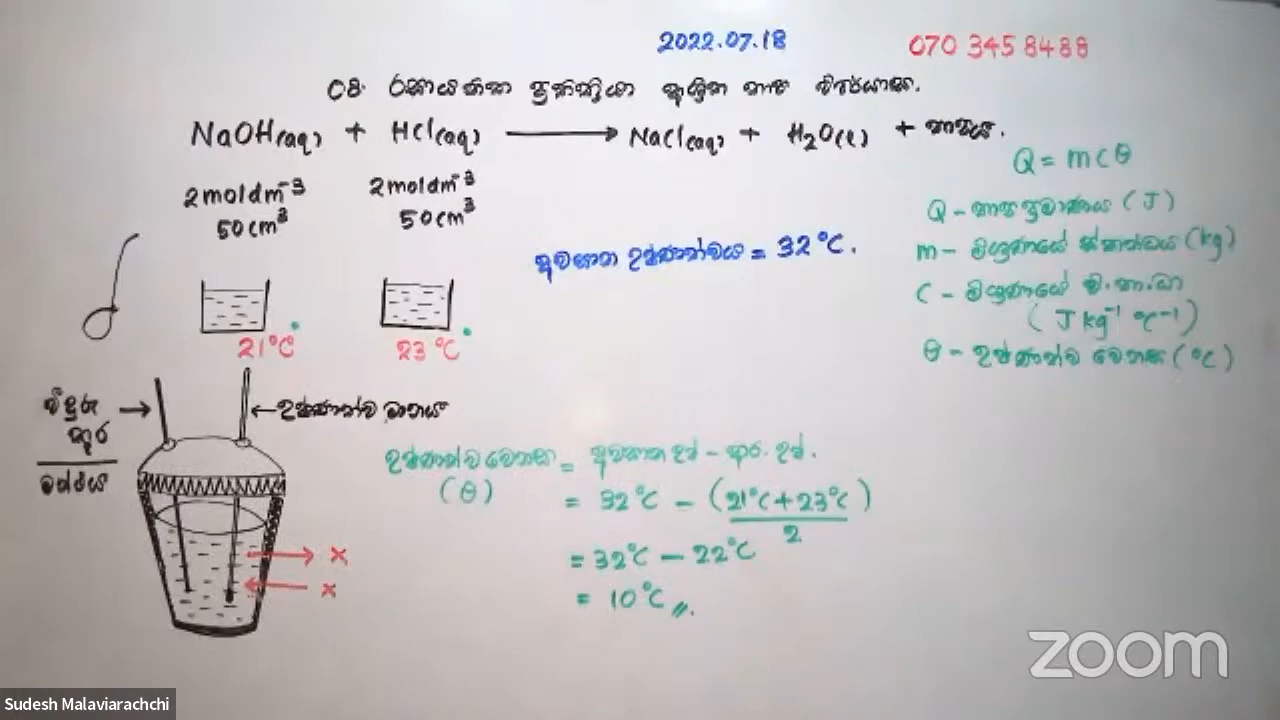 2022.07.18
070 345 8488
08. රසායනික ප්‍රතික්‍රියා ආශ්‍රිත තාප විපර්යාස.
NaOH(aq) + HCl(aq) ⟶ NaCl(aq) + H₂O(l) + තාපය.
2moldm⁻³
50cm³
2moldm⁻³
50cm³
21°C
23°C
අවසාන උෂ්ණත්වය = 32°C.
Q = mcθ
Q - තාප ප්‍රමාණය (J)
m - මිශ්‍රණයේ ස්කන්ධය (kg)
C - මිශ්‍රණයේ වි. තා. ධා
(J kg⁻¹ °C⁻¹)
θ - උෂ්ණත්ව වෙනස (°C)
වීදුරු
කූර
මන්ථය
උෂ්ණත්ව මානය
x
x
උෂ්ණත්ව වෙනස = අවසාන උෂ් - ආර. උෂ්.
(θ)
= 32°C - (21°C + 23°C)
2
= 32°C - 22°C
= 10°C //.
zoom
Sudesh Malaviarachchi